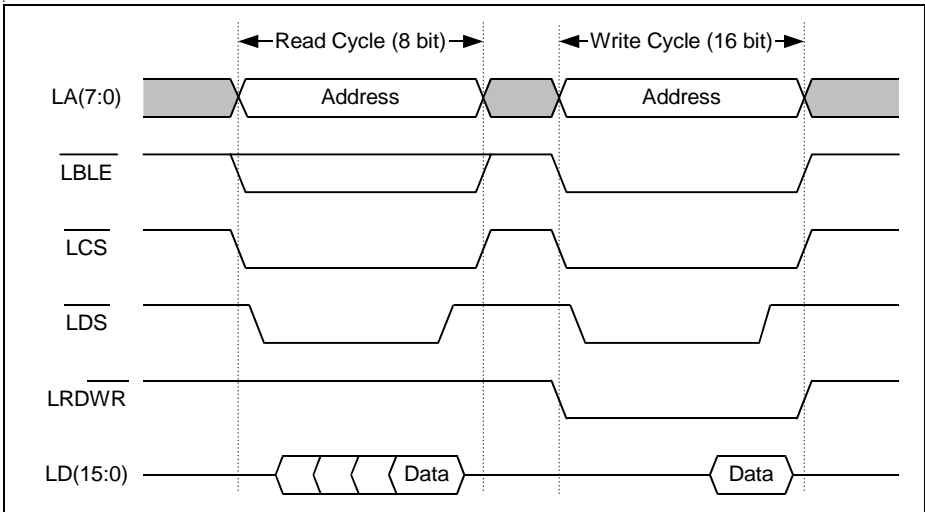 Read Cycle (8 bit) Write Cycle (16 bit)
LA(7:0) Address Address
LBLE
LCS
LDS
LRDWR
LD(15:0) Data Data